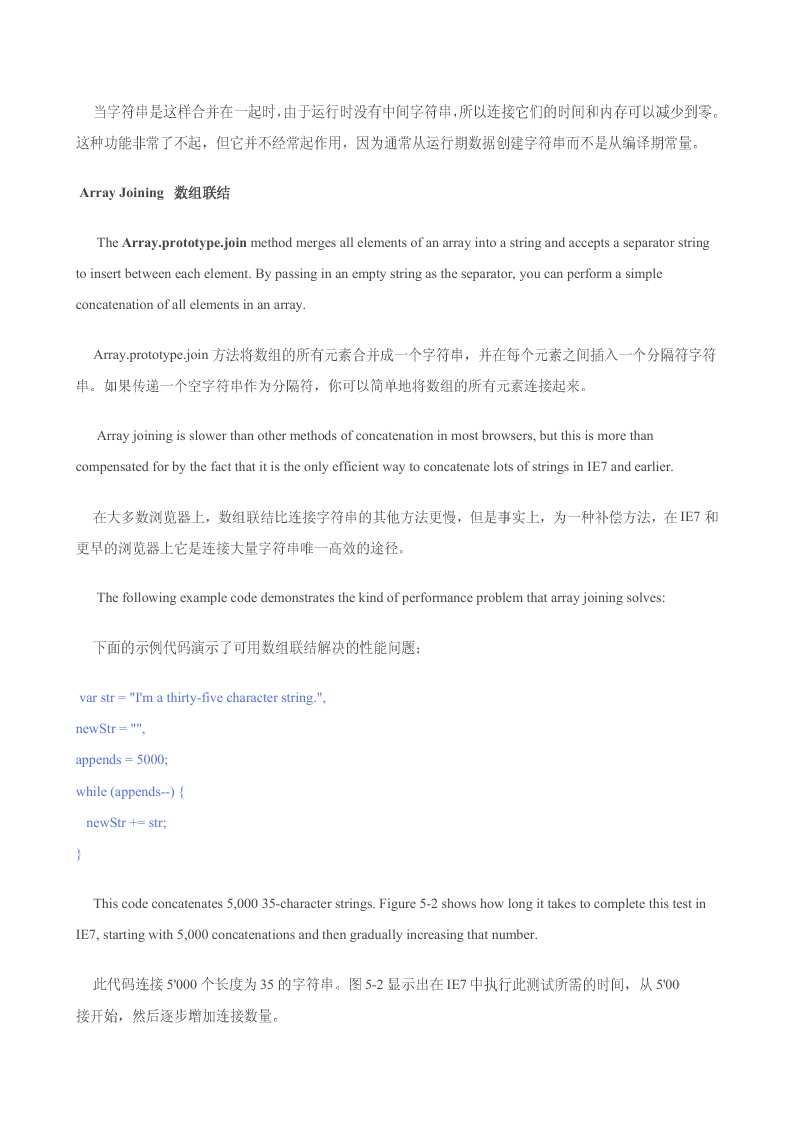 当字符串是这样合并在一起时，由于运行时没有中间字符串，所以连接它们的时间和内存可以减少到零。
这种功能非常了不起，但它并不经常起作用，因为通常从运行期数据创建字符串而不是从编译期常量。
Array Joining 数组联结
The Array.prototype.join method merges all elements of an array into a string and accepts a separator string
to insert between each element. By passing in an empty string as the separator, you can perform a simple
concatenation of all elements in an array.
Array.prototype.join 方法将数组的所有元素合并成一个字符串，并在每个元素之间插入一个分隔符字符
串。如果传递一个空字符串作为分隔符，你可以简单地将数组的所有元素连接起来。
Array joining is slower than other methods of concatenation in most browsers, but this is more than
compensated for by the fact that it is the only efficient way to concatenate lots of strings in IE7 and earlier.
在大多数浏览器上，数组联结比连接字符串的其他方法更慢，但是事实上，为一种补偿方法，在 IE7 和
更早的浏览器上它是连接大量字符串唯一高效的途径。
The following example code demonstrates the kind of performance problem that array joining solves:
下面的示例代码演示了可用数组联结解决的性能问题：
var str = "I'm a thirty-five character string.",
newStr = "",
appends = 5000;
while (appends--) {
newStr += str;
}
This code concatenates 5,000 35-character strings. Figure 5-2 shows how long it takes to complete this test in
IE7, starting with 5,000 concatenations and then gradually increasing that number.
此代码连接 5'000 个长度为 35 的字符串。图 5-2 显示出在 IE7 中执行此测试所需的时间，从 5'00
接开始，然后逐步增加连接数量。